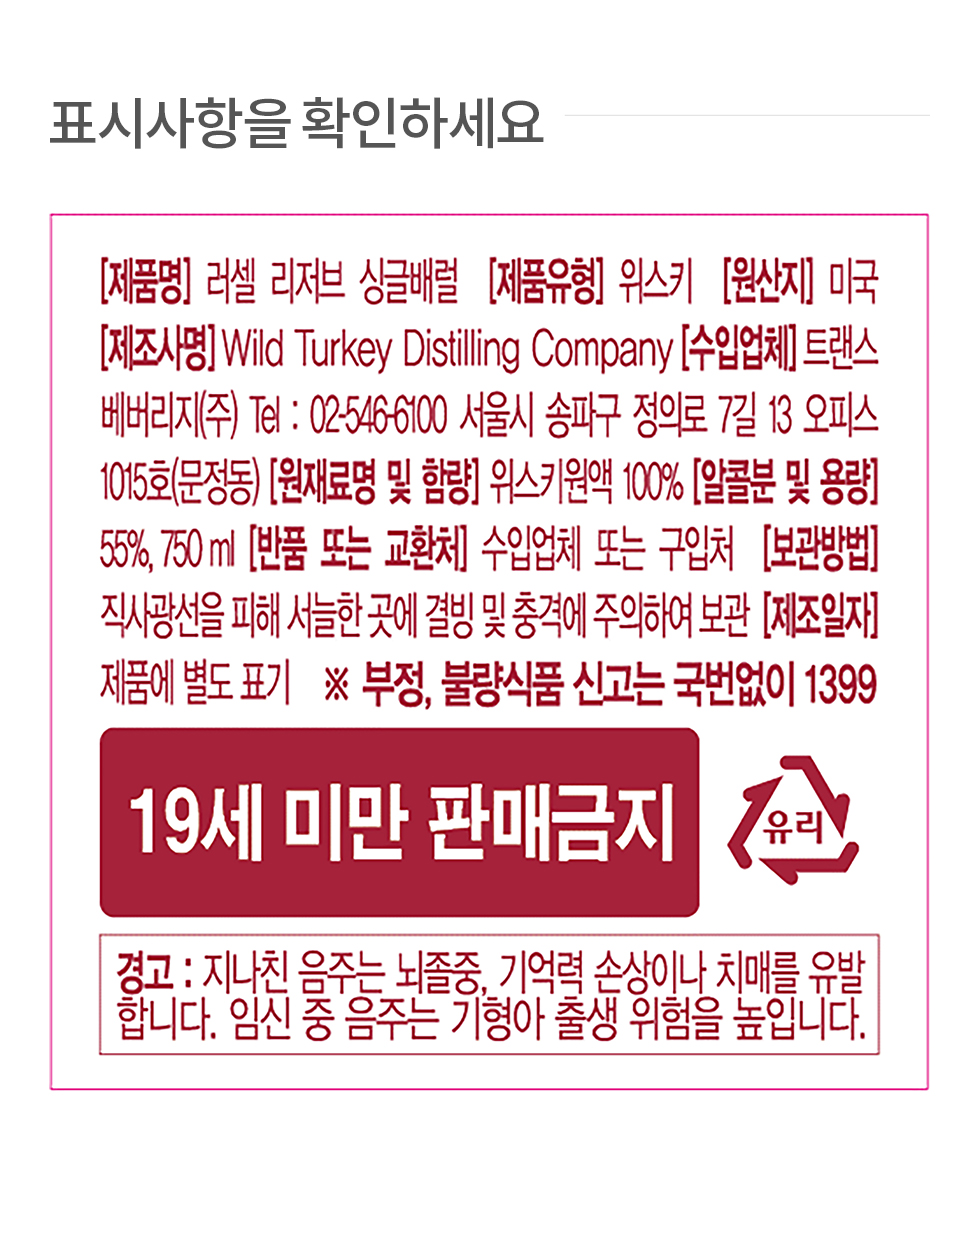 표시사항을 확인하세요
[제품명] 러셀 리저브 싱글배럴 [제품유형] 위스키 [원산지] 미국
[제조사명] Wild Turkey Distilling Company [수입업체] 트랜스
베버리지(주) Tel : 02-546-6100 서울시 송파구 정의로 7길 13 오피스
1015호(문정동) [원재료명 및 함량] 위스키원액 100% [알콜분 및 용량]
55%, 750 ml [반품 또는 교환처] 수입업체 또는 구입처 [보관방법]
직사광선을 피해 서늘한 곳에 결빙 및 충격에 주의하여 보관 [제조일자]
제품에 별도 표기 ※ 부정, 불량식품 신고는 국번없이 1399
19세 미만 판매금지
유리
경고 : 지나친 음주는 뇌졸중, 기억력 손상이나 치매를 유발
합니다. 임신 중 음주는 기형아 출생 위험을 높입니다.